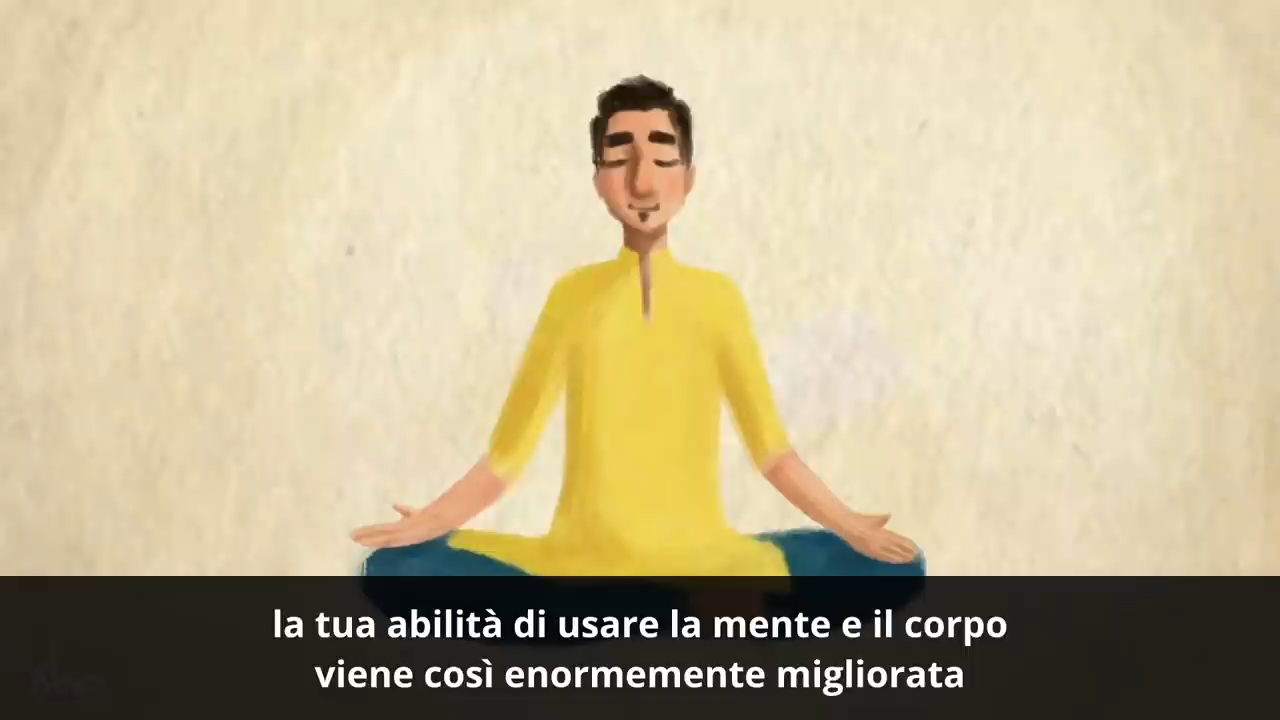 la tua abilità di usare la mente e il corpo
viene così enormemente migliorata